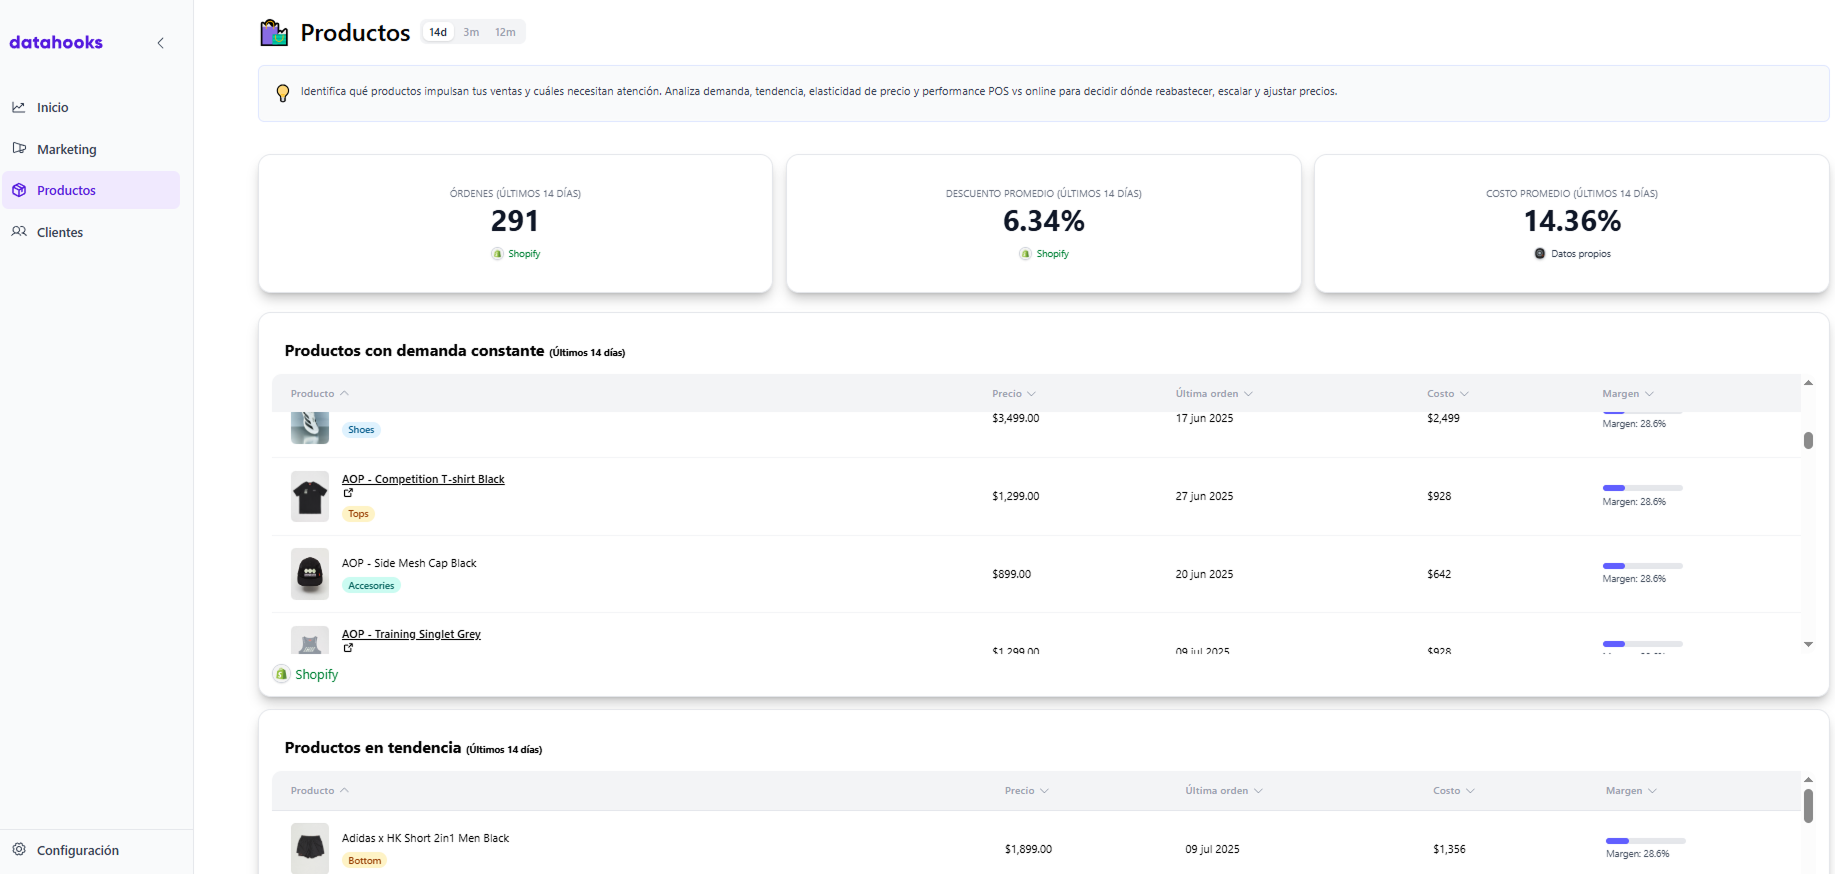 datahooks
Inicio
Marketing
Productos
Clientes
Configuración
Productos 14d 3m 12m
Identifica qué productos impulsan tus ventas y cuáles necesitan atención. Analiza demanda, tendencia, elasticidad de precio y performance POS vs online para decidir dónde reabastecer, escalar y ajustar precios.
ÓRDENES (ÚLTIMOS 14 DÍAS)
291
Shopify
DESCUENTO PROMEDIO (ÚLTIMOS 14 DÍAS)
6.34%
Shopify
COSTO PROMEDIO (ÚLTIMOS 14 DÍAS)
14.36%
Datos propios
Productos con demanda constante (Últimos 14 días)
Producto Precio Última orden Costo Margen
Shoes
$3,499.00 17 jun 2025 $2,499 Margen: 28.6%
AOP - Competition T-shirt Black
Tops
$1,299.00 27 jun 2025 $928 Margen: 28.6%
AOP - Side Mesh Cap Black
Accesories
$899.00 20 jun 2025 $642 Margen: 28.6%
AOP - Training Singlet Grey
$1,299.00 09 jul 2025 $928
Shopify
Productos en tendencia (Últimos 14 días)
Producto Precio Última orden Costo Margen
Adidas x HK Short 2in1 Men Black
Bottom
$1,899.00 09 jul 2025 $1,356 Margen: 28.6%